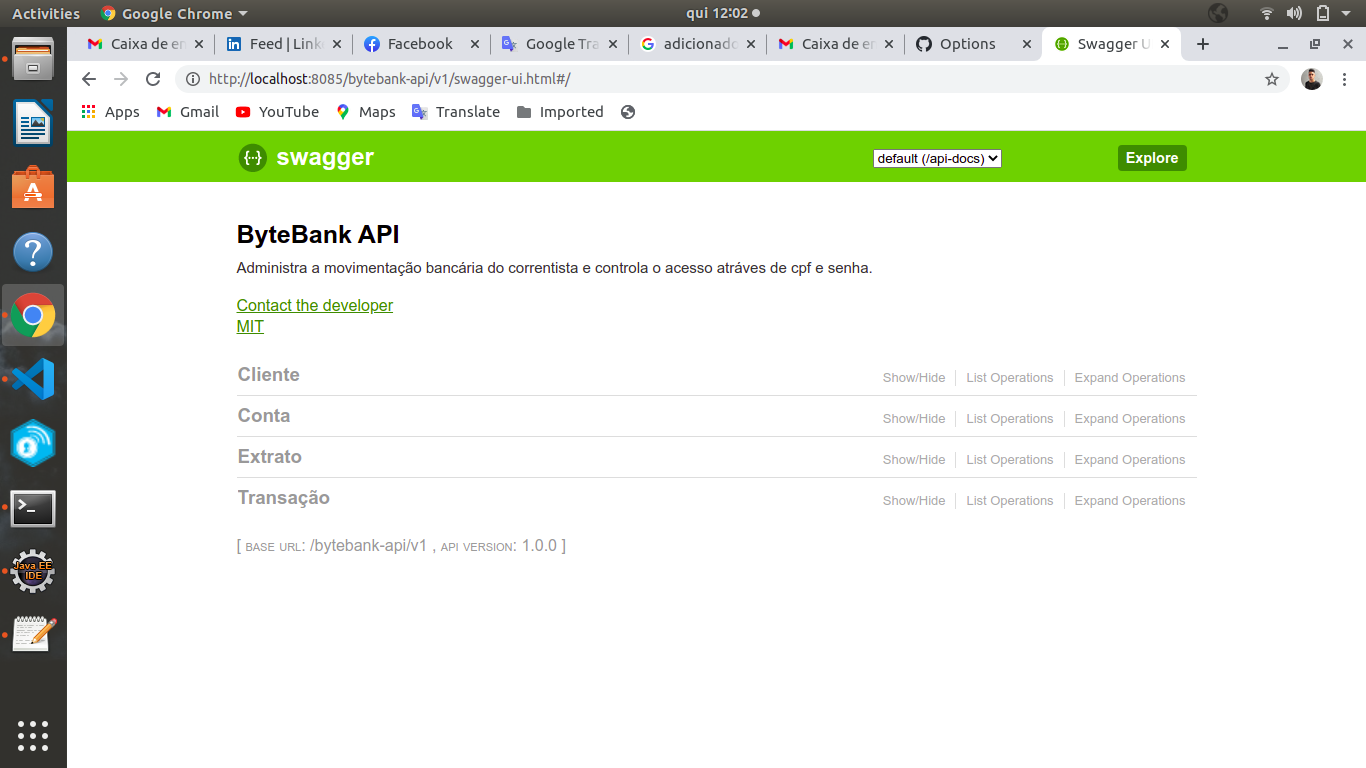 Activities Google Chrome qui 12:02
Caixa de en Feed | Link Facebook Google Tra adicionado Caixa de en Options Swagger U
http://localhost:8085/bytebank-api/v1/swagger-ui.html#/
Apps Gmail YouTube Maps Translate Imported
{··} swagger default (/api-docs) Explore
ByteBank API
Administra a movimentação bancária do correntista e controla o acesso atráves de cpf e senha.
Contact the developer
MIT
Cliente Show/Hide List Operations Expand Operations
Conta Show/Hide List Operations Expand Operations
Extrato Show/Hide List Operations Expand Operations
Transação Show/Hide List Operations Expand Operations
[ BASE URL: /bytebank-api/v1 , API VERSION: 1.0.0 ]
A
?
>_
Java EE
IDE